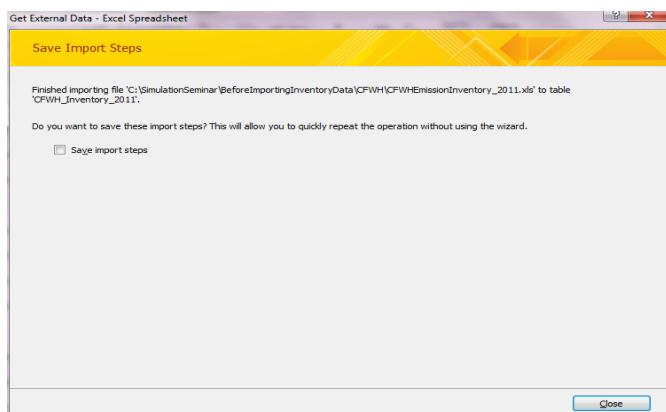 Get External Data - Excel Spreadsheet
Save Import Steps
Finished importing file 'C:\SimulationSeminar\BeforeImportingInventoryData\CFWH\CFWHEmissionInventory_2011.xls' to table
'CFWH_Inventory_2011'.
Do you want to save these import steps? This will allow you to quickly repeat the operation without using the wizard.
Save import steps
Close